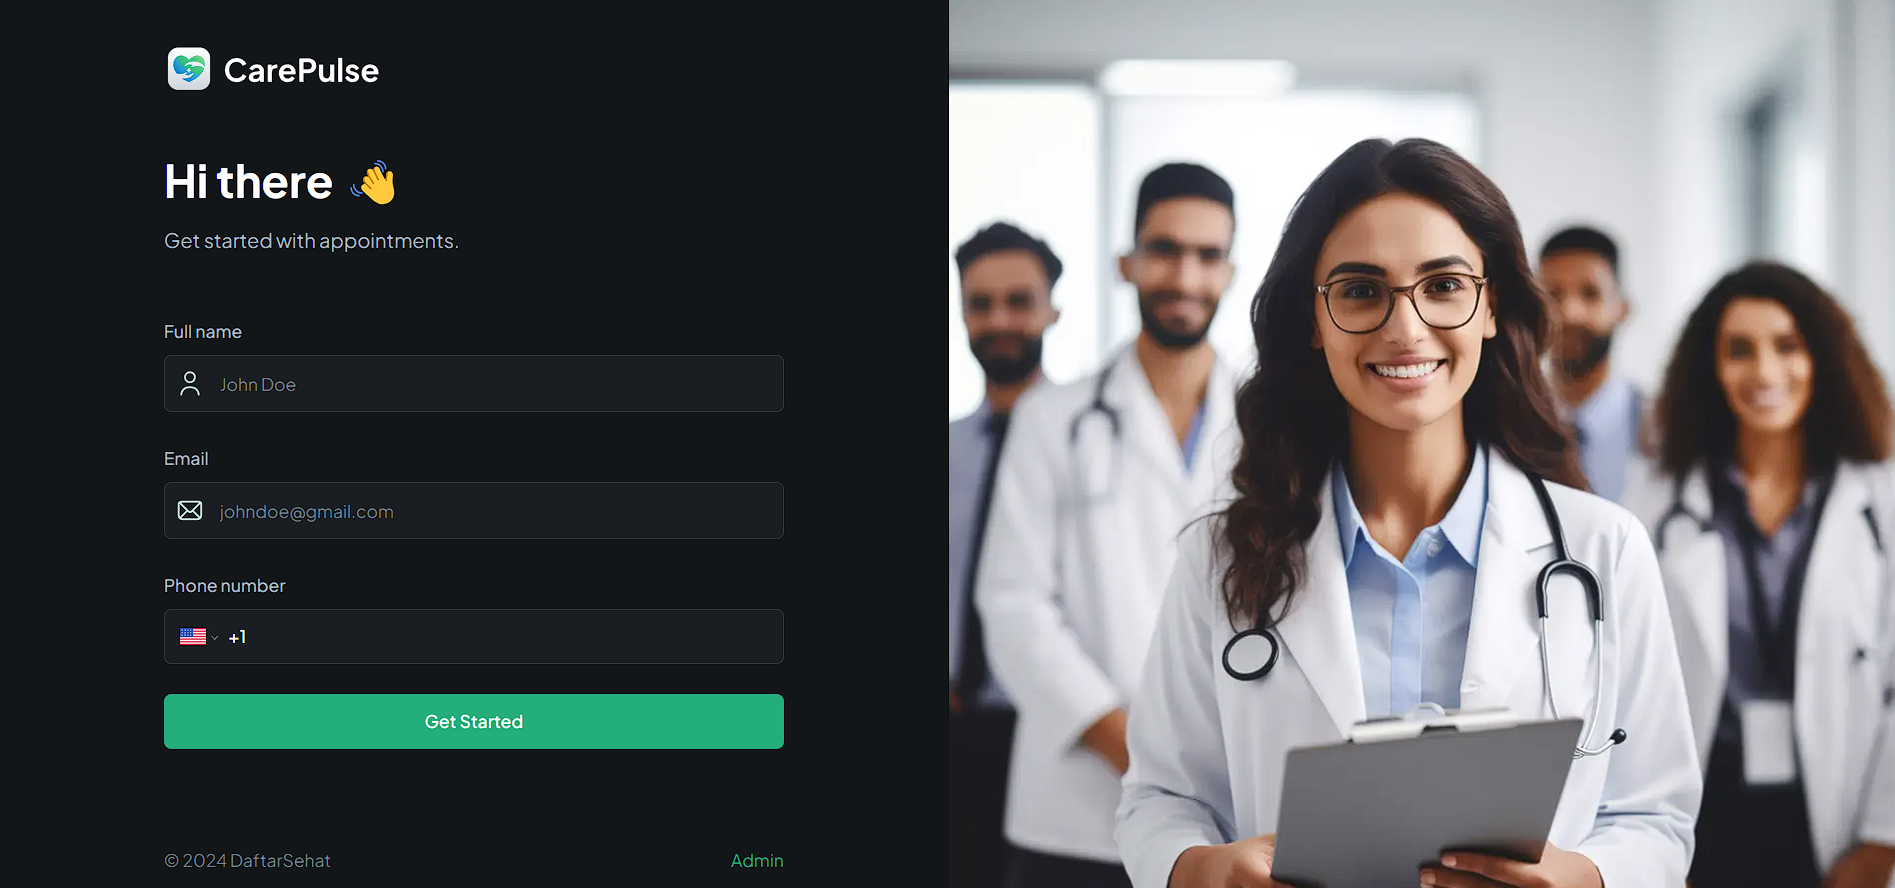 CarePulse
Hi there 👋
Get started with appointments.
Full name
John Doe
Email
johndoe@gmail.com
Phone number
+1
Get Started
© 2024 DaftarSehat
Admin